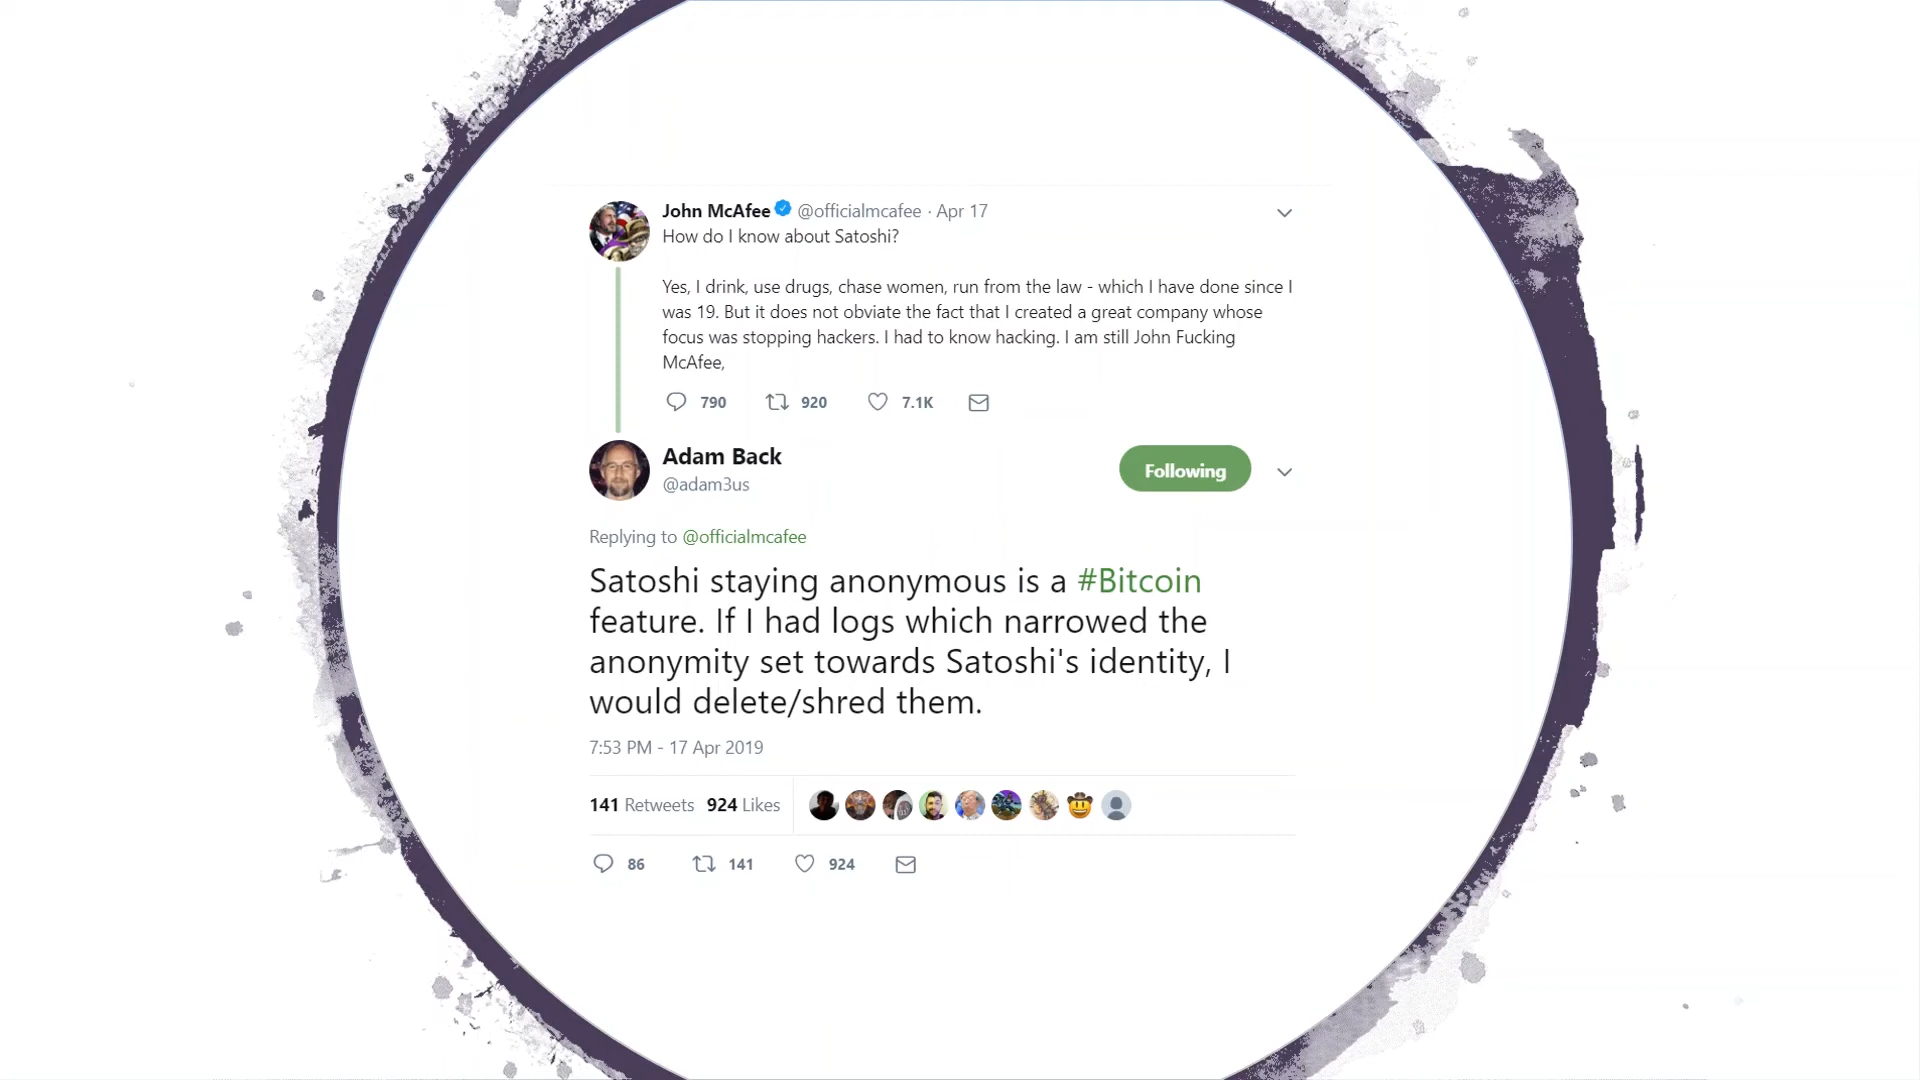 John McAfee @officialmcafee · Apr 17
How do I know about Satoshi?
Yes, I drink, use drugs, chase women, run from the law - which I have done since I
was 19. But it does not obviate the fact that I created a great company whose
focus was stopping hackers. I had to know hacking. I am still John Fucking
McAfee,
790 920 7.1K
Adam Back
@adam3us
Following
Replying to @officialmcafee
Satoshi staying anonymous is a #Bitcoin
feature. If I had logs which narrowed the
anonymity set towards Satoshi's identity, I
would delete/shred them.
7:53 PM - 17 Apr 2019
141 Retweets 924 Likes
86 141 924